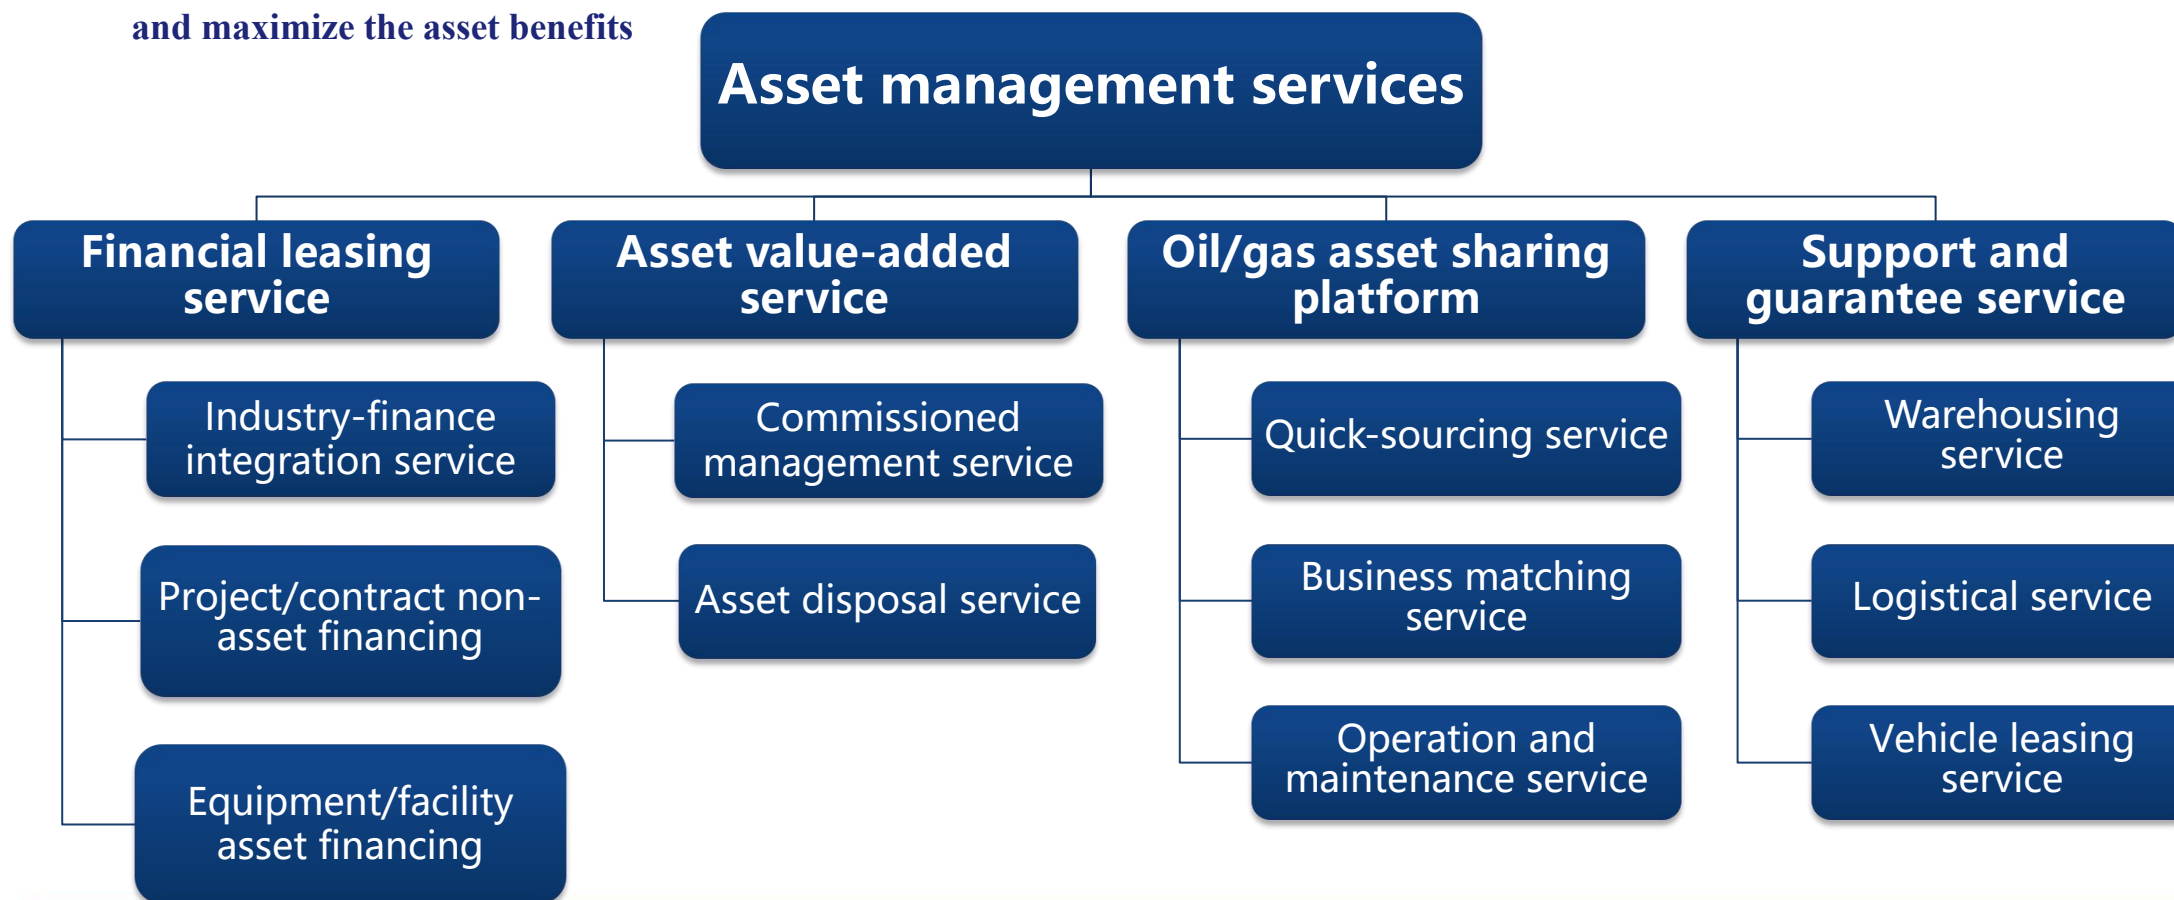 and maximize the asset benefits
Asset management services
Financial leasing
service
Asset value-added
service
Oil/gas asset sharing
platform
Support and
guarantee service
Industry-finance
integration service
Project/contract non-
asset financing
Equipment/facility
asset financing
Commissioned
management service
Asset disposal service
Quick-sourcing service
Business matching
service
Operation and
maintenance service
Warehousing
service
Logistical service
Vehicle leasing
service